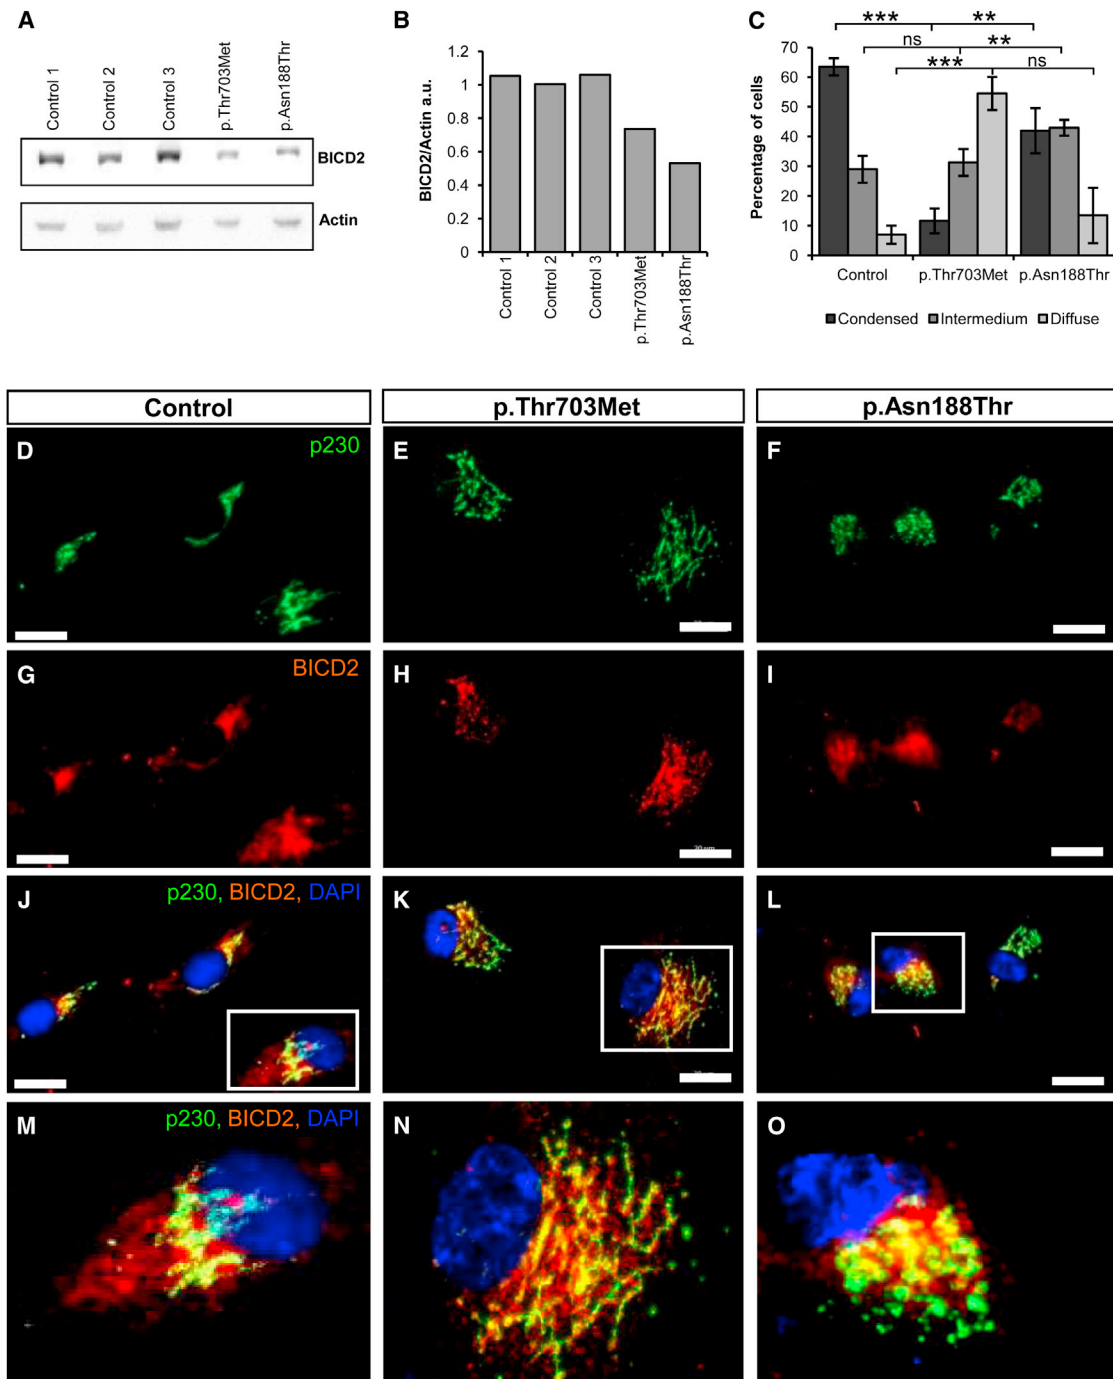 A
Control 1
Control 2
Control 3
p.Thr703Met
p.Asn188Thr
BICD2
Actin
B
BICD2/Actin a.u.
1.2
1
0.8
0.6
0.4
0.2
0
Control 1
Control 2
Control 3
p.Thr703Met
p.Asn188Thr
C
*** **
ns **
*** ns
Percentage of cells
70
60
50
40
30
20
10
0
Control p.Thr703Met p.Asn188Thr
Condensed Intermedium Diffuse
Control p.Thr703Met p.Asn188Thr
D p230 E F
G BICD2 H I
J p230, BICD2, DAPI K L
M p230, BICD2, DAPI N O